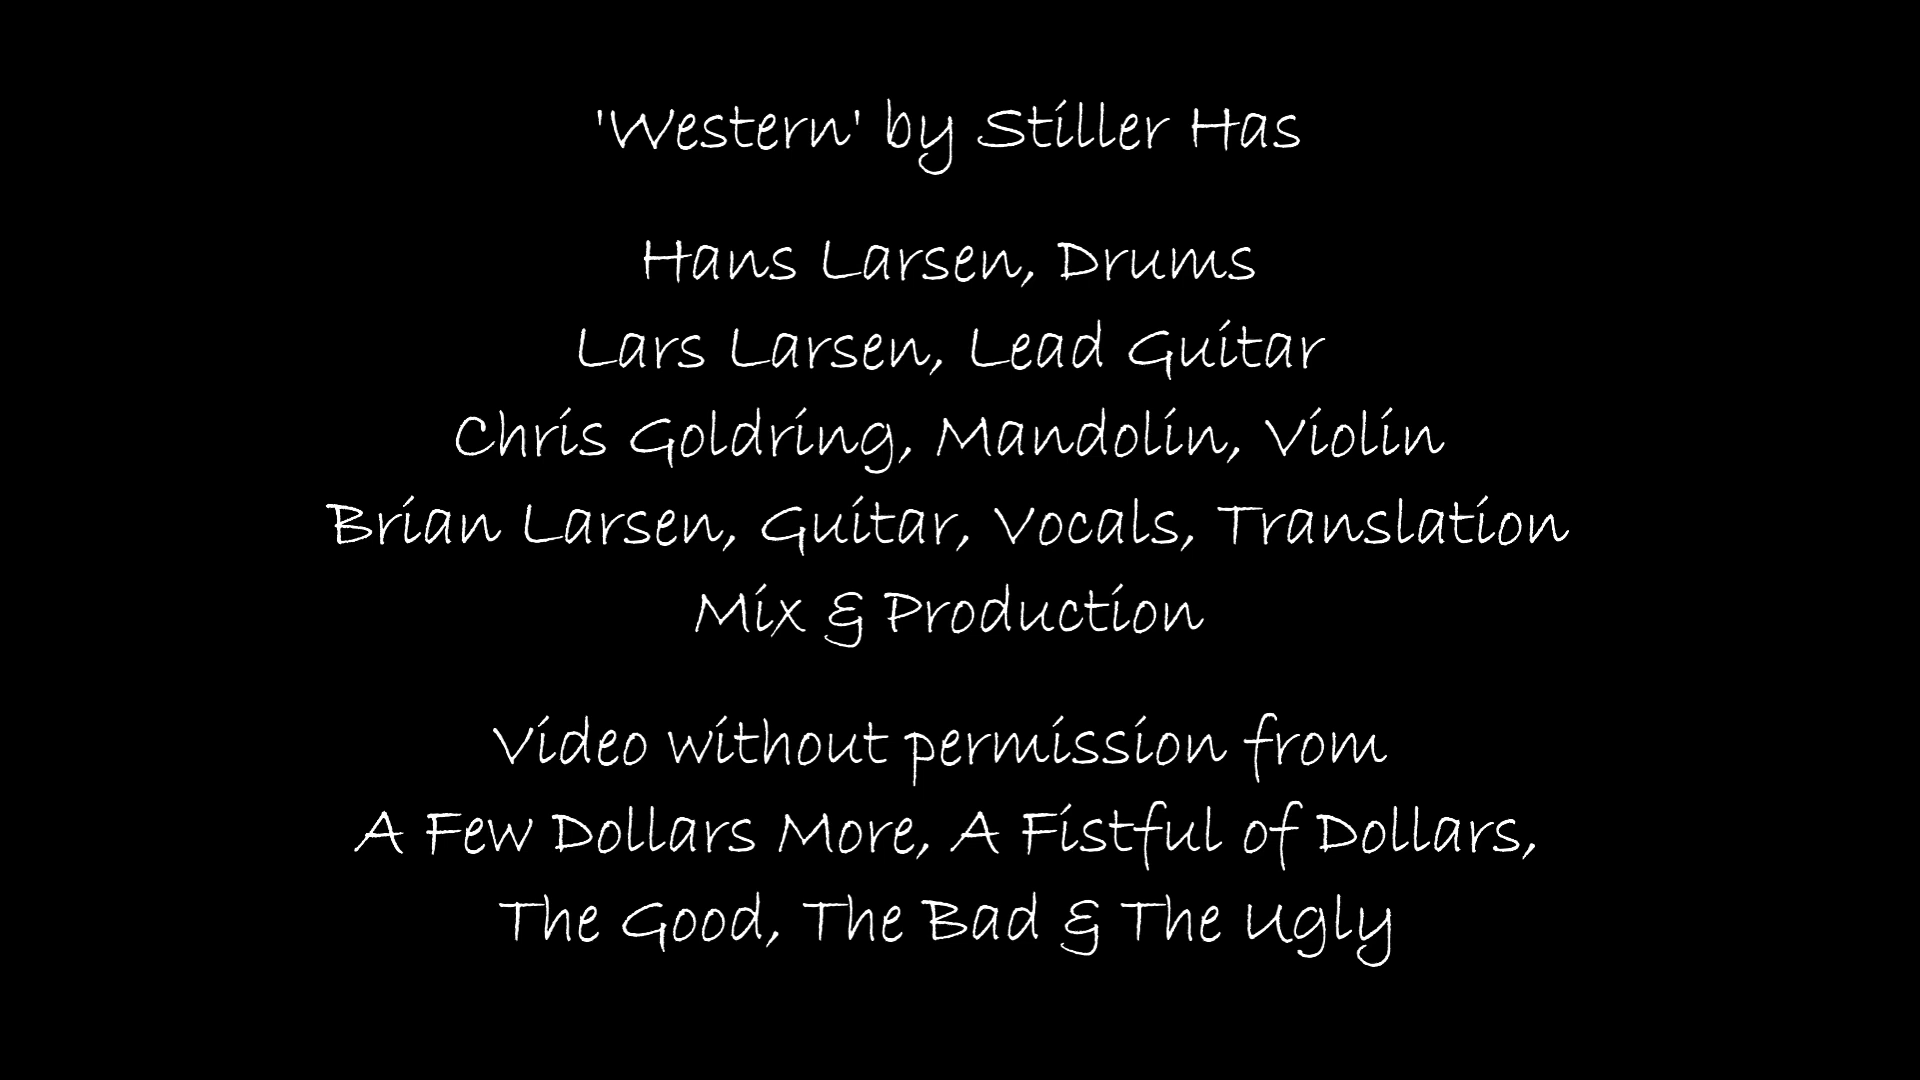 'Western' by Stiller Has
Hans Larsen, Drums
Lars Larsen, Lead Guitar
Chris Goldring, Mandolin, Violin
Brian Larsen, Guitar, Vocals, Translation
Mix & Production
Video without permission from
A Few Dollars More, A Fistful of Dollars,
The Good, The Bad & The Ugly